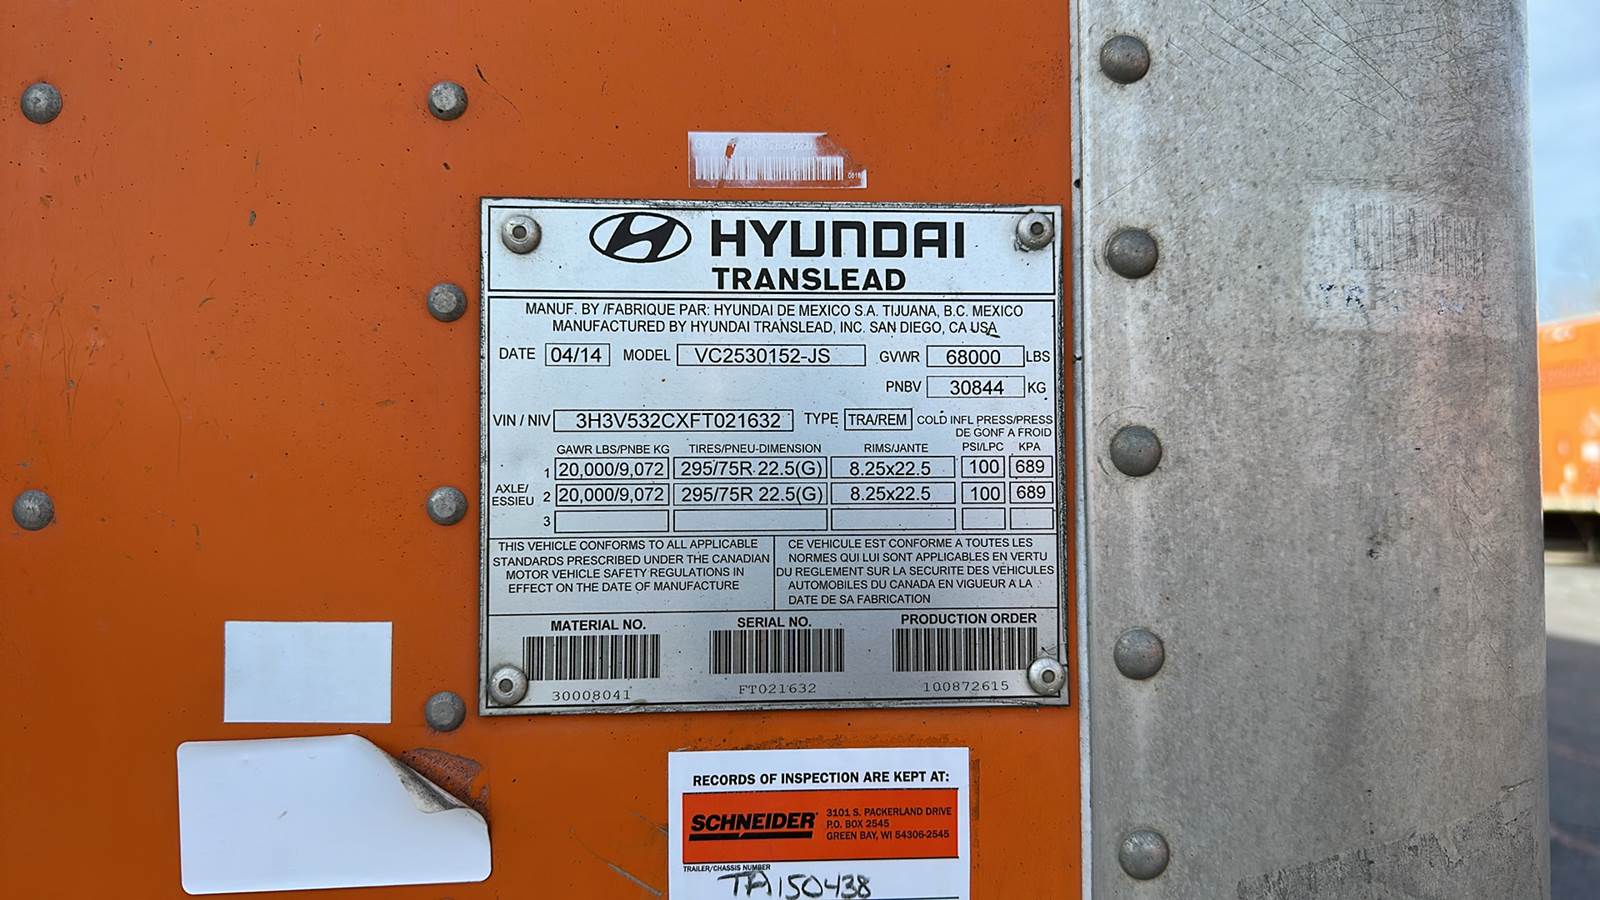 HYUNDAI
TRANSLEAD
MANUF. BY /FABRIQUE PAR: HYUNDAI DE MEXICO S.A. TIJUANA, B.C. MEXICO
MANUFACTURED BY HYUNDAI TRANSLEAD, INC. SAN DIEGO, CA USA
DATE 04/14 MODEL VC2530152-JS GVWR 68000 LBS
PNBV 30844 KG
VIN / NIV 3H3V532CXFT021632 TYPE TRA/REM COLD INFL PRESS/PRESS
DE GONF A FROID
GAWR LBS/PNBE KG TIRES/PNEU-DIMENSION RIMS/JANTE PSI/LPC KPA
1 20,000/9,072 295/75R 22.5(G) 8.25x22.5 100 689
AXLE/
ESSIEU 2 20,000/9,072 295/75R 22.5(G) 8.25x22.5 100 689
3
THIS VEHICLE CONFORMS TO ALL APPLICABLE
STANDARDS PRESCRIBED UNDER THE CANADIAN
MOTOR VEHICLE SAFETY REGULATIONS IN
EFFECT ON THE DATE OF MANUFACTURE
CE VEHICULE EST CONFORME A TOUTES LES
NORMES QUI LUI SONT APPLICABLES EN VERTU
DU REGLEMENT SUR LA SECURITE DES VEHICULES
AUTOMOBILES DU CANADA EN VIGUEUR A LA
DATE DE SA FABRICATION
MATERIAL NO. SERIAL NO. PRODUCTION ORDER
30008041 FT021632 100872615
RECORDS OF INSPECTION ARE KEPT AT:
SCHNEIDER
3101 S. PACKERLAND DRIVE
P.O. BOX 2545
GREEN BAY, WI 54306-2545
TRAILER/CHASSIS NUMBER
TA150438